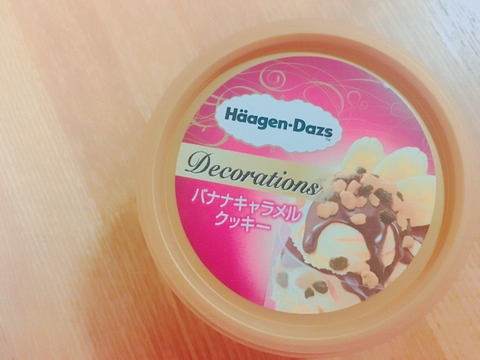 Häagen-Dazs
Decorations
バナナキャラメル
クッキー